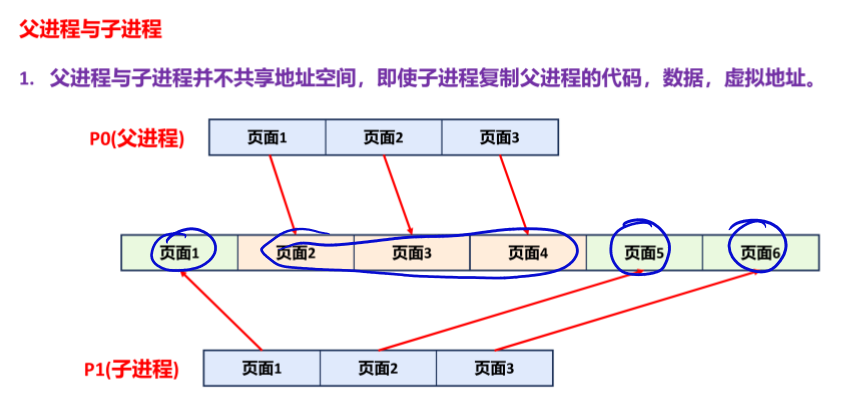 父进程与子进程
1. 父进程与子进程并不共享地址空间，即使子进程复制父进程的代码，数据，虚拟地址。
P0(父进程) 页面1 页面2 页面3
页面1 页面2 页面3 页面4 页面5 页面6
P1(子进程) 页面1 页面2 页面3